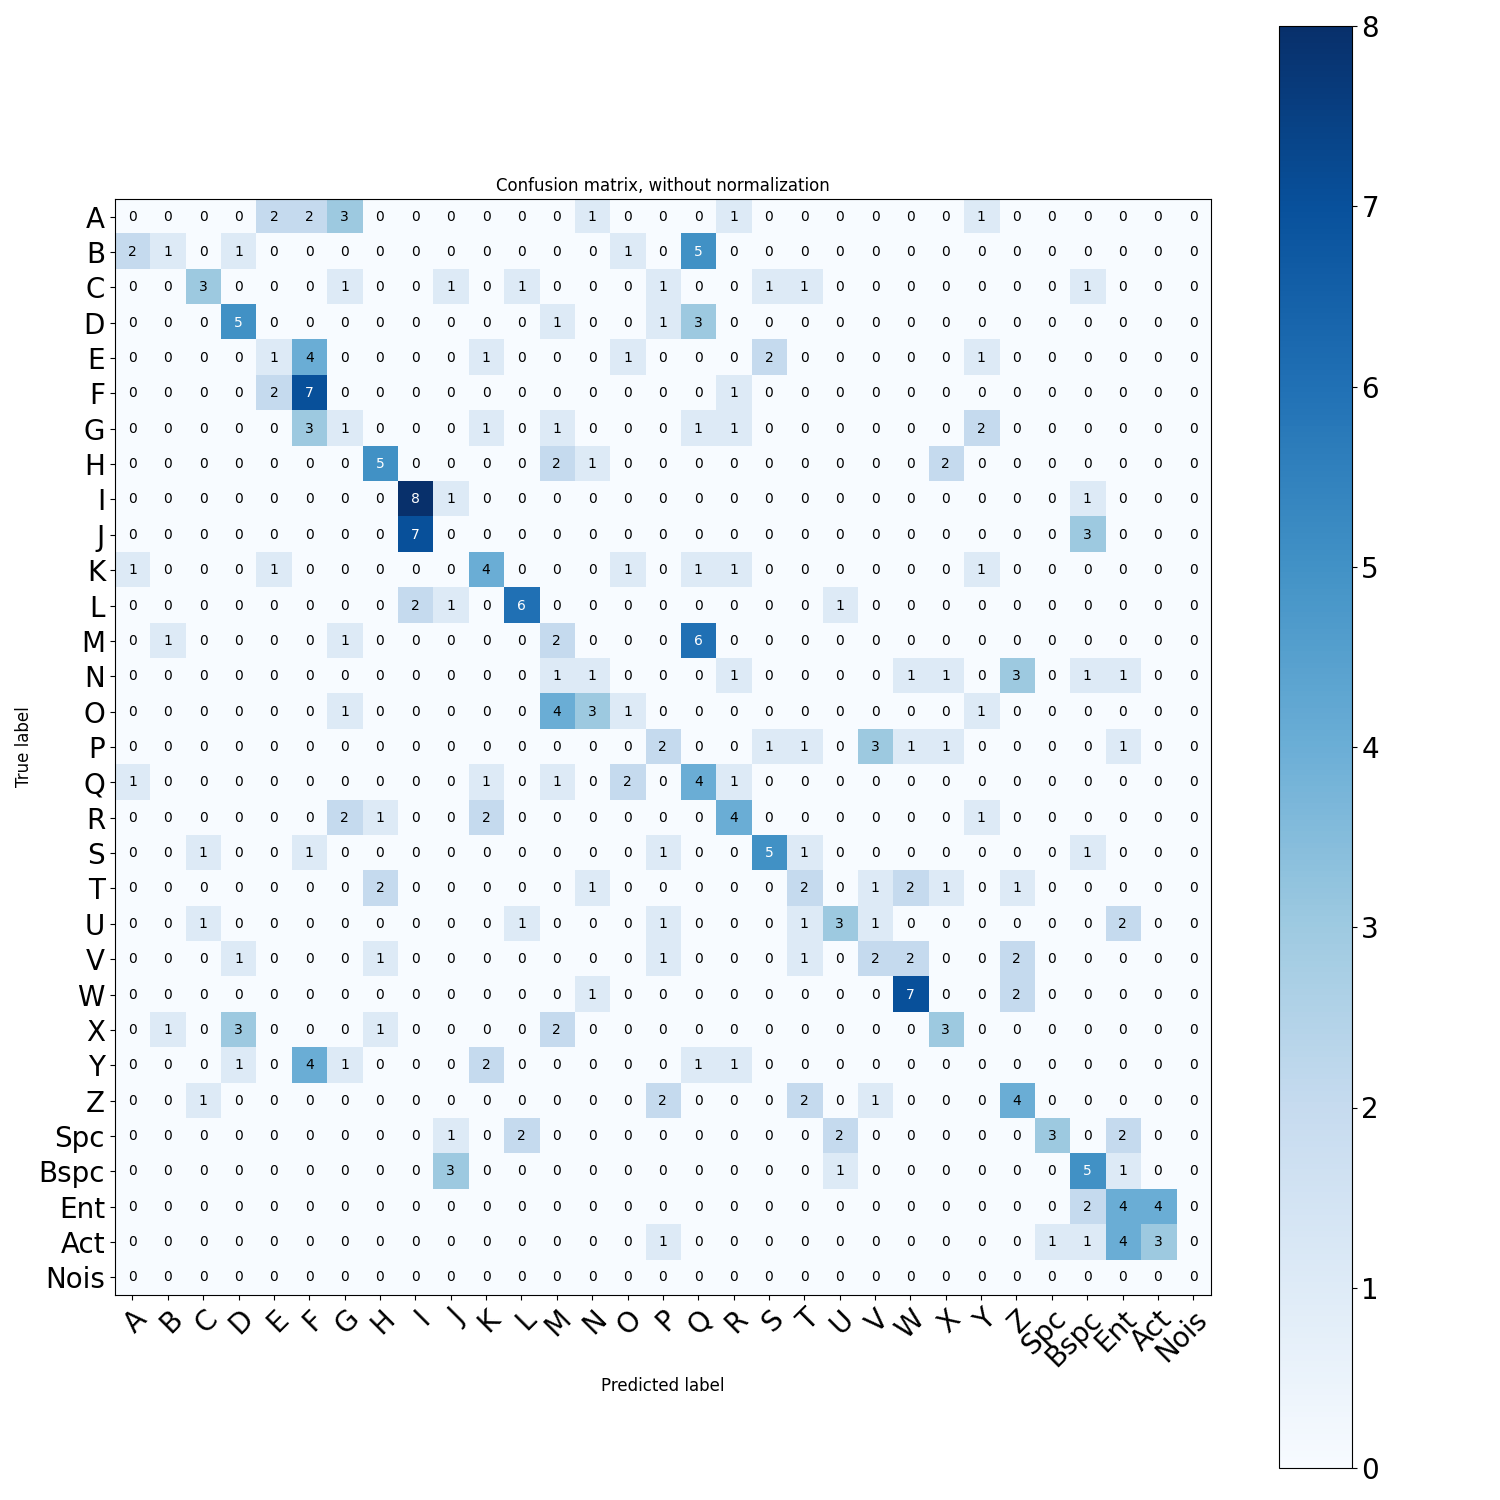 Confusion matrix, without normalization
A 0 0 0 0 2 2 3 0 0 0 0 0 0 1 0 0 0 1 0 0 0 0 0 0 1 0 0 0 0 0 0
B 2 1 0 1 0 0 0 0 0 0 0 0 0 0 1 0 5 0 0 0 0 0 0 0 0 0 0 0 0 0 0
C 0 0 3 0 0 0 1 0 0 1 0 1 0 0 0 1 0 0 1 1 0 0 0 0 0 0 0 1 0 0 0
D 0 0 0 5 0 0 0 0 0 0 0 0 1 0 0 1 3 0 0 0 0 0 0 0 0 0 0 0 0 0 0
E 0 0 0 0 1 4 0 0 0 0 1 0 0 0 1 0 0 0 2 0 0 0 0 0 1 0 0 0 0 0 0
F 0 0 0 0 2 7 0 0 0 0 0 0 0 0 0 0 0 1 0 0 0 0 0 0 0 0 0 0 0 0 0
G 0 0 0 0 0 3 1 0 0 0 1 0 1 0 0 0 1 1 0 0 0 0 0 0 2 0 0 0 0 0 0
H 0 0 0 0 0 0 0 5 0 0 0 0 2 1 0 0 0 0 0 0 0 0 0 2 0 0 0 0 0 0 0
I 0 0 0 0 0 0 0 0 8 1 0 0 0 0 0 0 0 0 0 0 0 0 0 0 0 0 0 1 0 0 0
J 0 0 0 0 0 0 0 0 7 0 0 0 0 0 0 0 0 0 0 0 0 0 0 0 0 0 0 3 0 0 0
K 1 0 0 0 1 0 0 0 0 0 4 0 0 0 1 0 1 1 0 0 0 0 0 0 1 0 0 0 0 0 0
L 0 0 0 0 0 0 0 0 2 1 0 6 0 0 0 0 0 0 0 0 1 0 0 0 0 0 0 0 0 0 0
M 0 1 0 0 0 0 1 0 0 0 0 0 2 0 0 0 6 0 0 0 0 0 0 0 0 0 0 0 0 0 0
N 0 0 0 0 0 0 0 0 0 0 0 0 1 1 0 0 0 1 0 0 0 0 1 1 0 3 0 1 1 0 0
O 0 0 0 0 0 0 1 0 0 0 0 0 4 3 1 0 0 0 0 0 0 0 0 0 1 0 0 0 0 0 0
P 0 0 0 0 0 0 0 0 0 0 0 0 0 0 0 2 0 0 1 1 0 3 1 1 0 0 0 0 1 0 0
Q 1 0 0 0 0 0 0 0 0 0 1 0 1 0 2 0 4 1 0 0 0 0 0 0 0 0 0 0 0 0 0
R 0 0 0 0 0 0 2 1 0 0 2 0 0 0 0 0 0 4 0 0 0 0 0 0 1 0 0 0 0 0 0
S 0 0 1 0 0 1 0 0 0 0 0 0 0 0 0 1 0 0 5 1 0 0 0 0 0 0 0 1 0 0 0
T 0 0 0 0 0 0 0 2 0 0 0 0 0 1 0 0 0 0 0 2 0 1 2 1 0 1 0 0 0 0 0
U 0 0 1 0 0 0 0 0 0 0 0 1 0 0 0 1 0 0 0 1 3 1 0 0 0 0 0 0 2 0 0
V 0 0 0 1 0 0 0 1 0 0 0 0 0 0 0 1 0 0 0 1 0 2 2 0 0 2 0 0 0 0 0
W 0 0 0 0 0 0 0 0 0 0 0 0 0 1 0 0 0 0 0 0 0 0 7 0 0 2 0 0 0 0 0
X 0 1 0 3 0 0 0 1 0 0 0 0 2 0 0 0 0 0 0 0 0 0 0 3 0 0 0 0 0 0 0
Y 0 0 0 1 0 4 1 0 0 0 2 0 0 0 0 0 1 1 0 0 0 0 0 0 0 0 0 0 0 0 0
Z 0 0 1 0 0 0 0 0 0 0 0 0 0 0 0 2 0 0 0 2 0 1 0 0 0 4 0 0 0 0 0
Spc 0 0 0 0 0 0 0 0 0 1 0 2 0 0 0 0 0 0 0 0 2 0 0 0 0 0 3 0 2 0 0
Bspc 0 0 0 0 0 0 0 0 0 3 0 0 0 0 0 0 0 0 0 0 1 0 0 0 0 0 0 5 1 0 0
Ent 0 0 0 0 0 0 0 0 0 0 0 0 0 0 0 0 0 0 0 0 0 0 0 0 0 0 0 2 4 4 0
Act 0 0 0 0 0 0 0 0 0 0 0 0 0 0 0 1 0 0 0 0 0 0 0 0 0 0 1 1 4 3 0
Nois 0 0 0 0 0 0 0 0 0 0 0 0 0 0 0 0 0 0 0 0 0 0 0 0 0 0 0 0 0 0 0
A B C D E F G H I J K L M N O P Q R S T U V W X Y Z Spc Bspc Ent Act Nois
Predicted label
True label
8
7
6
5
4
3
2
1
0